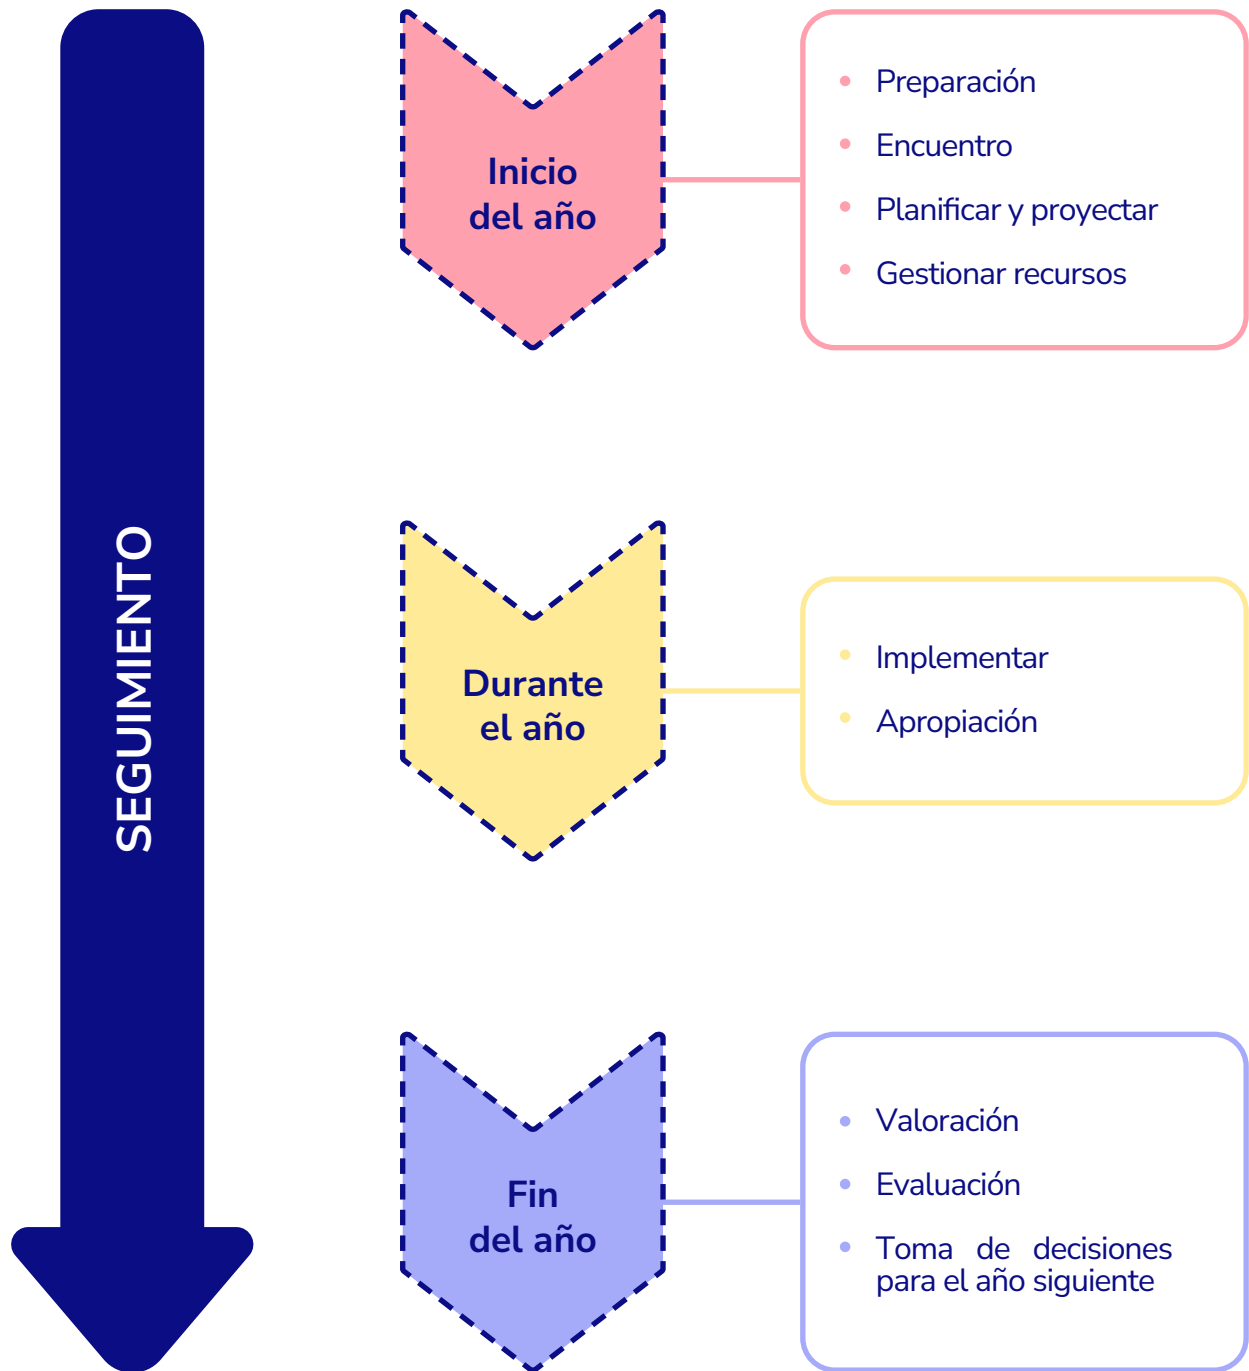 SEGUIMIENTO
Inicio
del año
Preparación
Encuentro
Planificar y proyectar
Gestionar recursos
Durante
el año
Implementar
Apropiación
Fin
del año
Valoración
Evaluación
Toma de decisiones
para el año siguiente